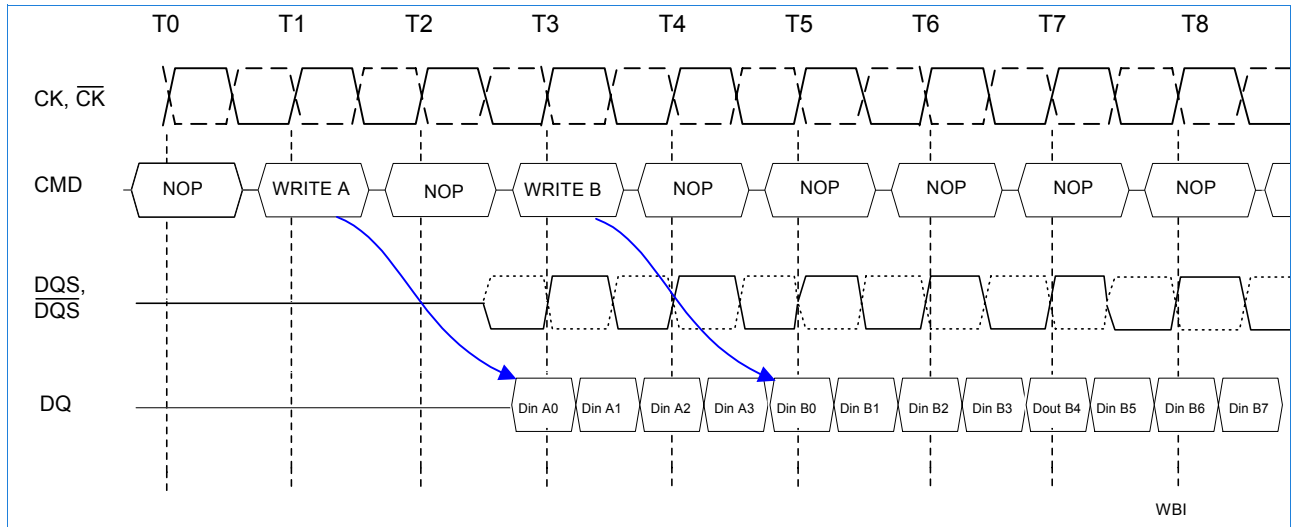 T0 T1 T2 T3 T4 T5 T6 T7 T8
CK, C̅K̅
CMD NOP WRITE A NOP WRITE B NOP NOP NOP NOP NOP
DQS,
D̅Q̅S̅
DQ Din A0 Din A1 Din A2 Din A3 Din B0 Din B1 Din B2 Din B3 Dout B4 Din B5 Din B6 Din B7
WBI